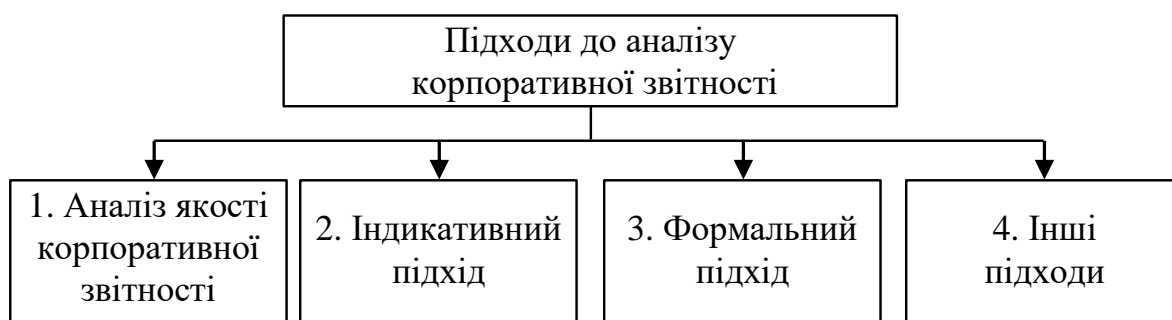 Підходи до аналізу
корпоративної звітності
1. Аналіз якості
корпоративної
звітності
2. Індикативний
підхід
3. Формальний
підхід
4. Інші
підходи